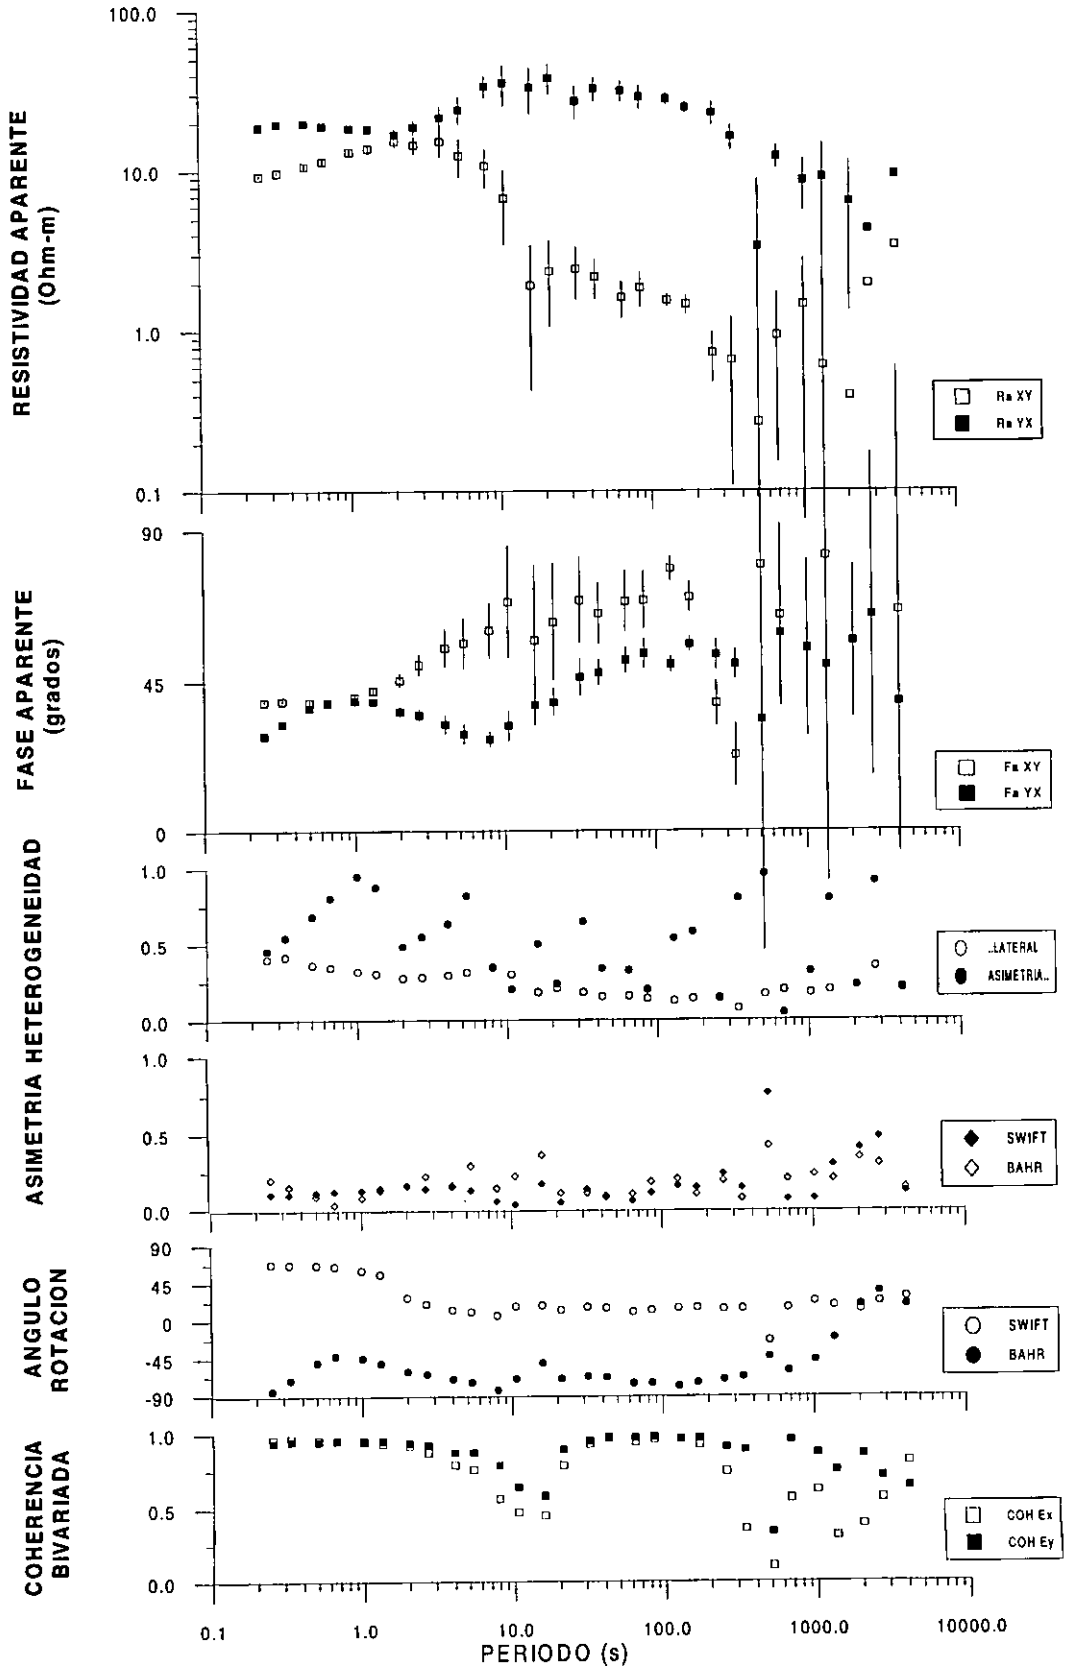 RESISTIVIDAD APARENTE
(Ohm-m)
100.0
10.0
1.0
0.1
Ra XY
Ra YX
FASE APARENTE
(grados)
90
45
0
Fa XY
Fa YX
ASIMETRIA HETEROGENEIDAD
1.0
0.5
0.0
..LATERAL
ASIMETRIA..
1.0
0.5
0.0
SWIFT
BAHR
ANGULO
ROTACION
90
45
0
-45
-90
SWIFT
BAHR
COHERENCIA
BIVARIADA
1.0
0.5
0.0
COH Ex
COH Ey
0.1 1.0 10.0 100.0 1000.0 10000.0
PERIODO (s)